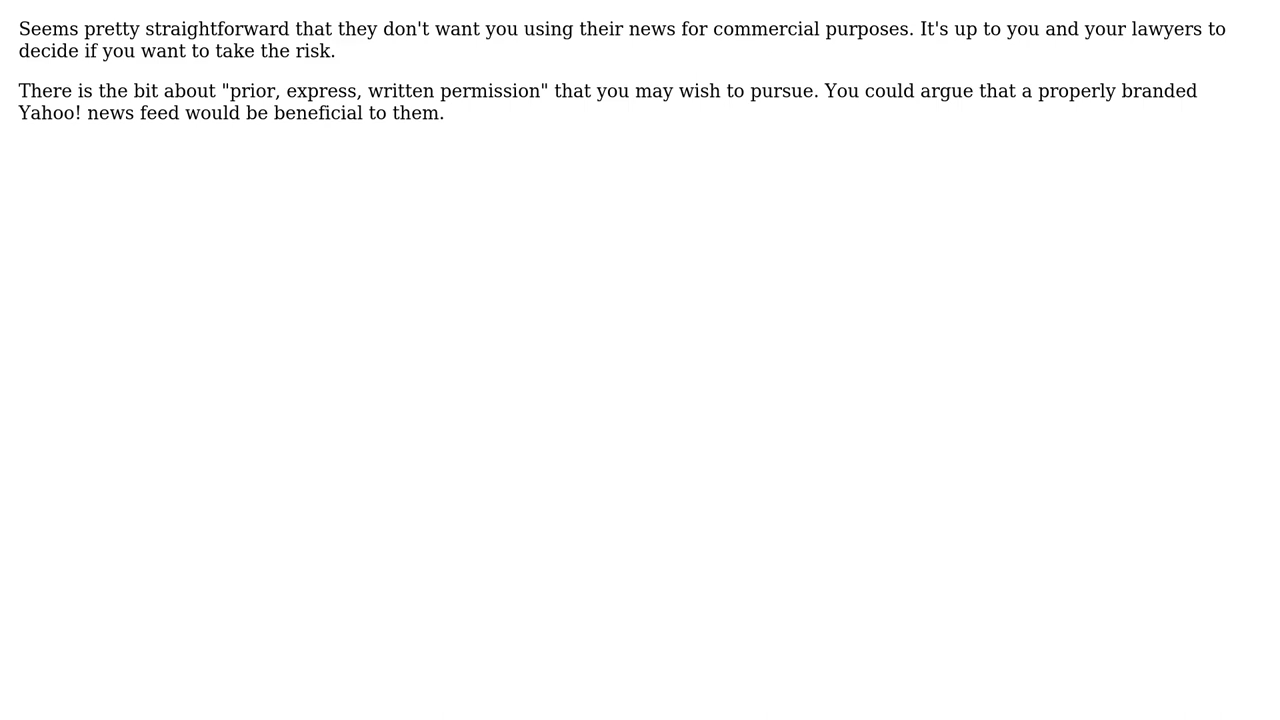 Seems pretty straightforward that they don't want you using their news for commercial purposes. It's up to you and your lawyers to
decide if you want to take the risk.
There is the bit about "prior, express, written permission" that you may wish to pursue. You could argue that a properly branded
Yahoo! news feed would be beneficial to them.